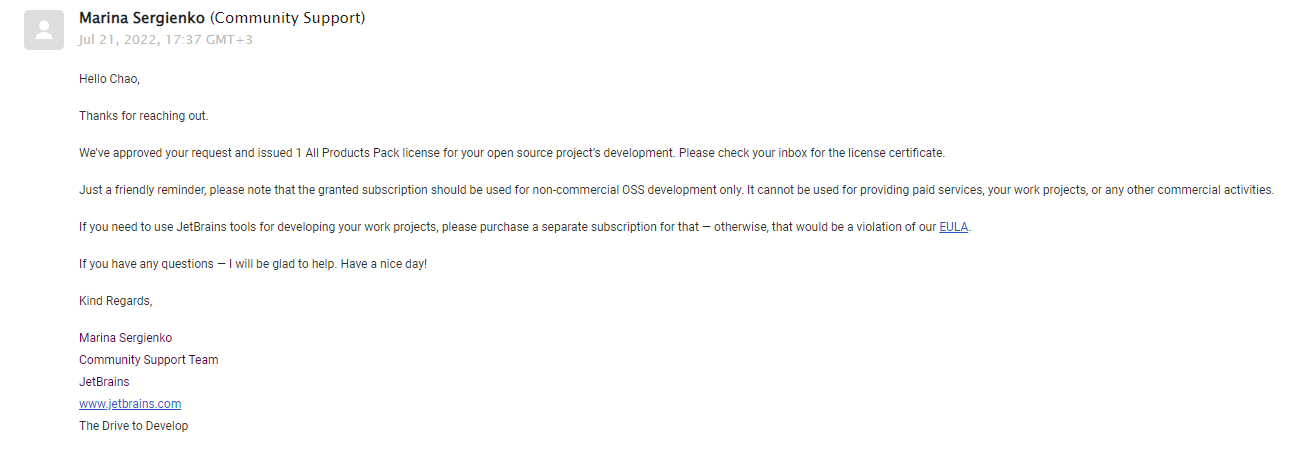 Marina Sergienko (Community Support)
Jul 21, 2022, 17:37 GMT+3
Hello Chao,
Thanks for reaching out.
We've approved your request and issued 1 All Products Pack license for your open source project's development. Please check your inbox for the license certificate.
Just a friendly reminder, please note that the granted subscription should be used for non-commercial OSS development only. It cannot be used for providing paid services, your work projects, or any other commercial activities.
If you need to use JetBrains tools for developing your work projects, please purchase a separate subscription for that — otherwise, that would be a violation of our EULA.
If you have any questions — I will be glad to help. Have a nice day!
Kind Regards,
Marina Sergienko
Community Support Team
JetBrains
www.jetbrains.com
The Drive to Develop